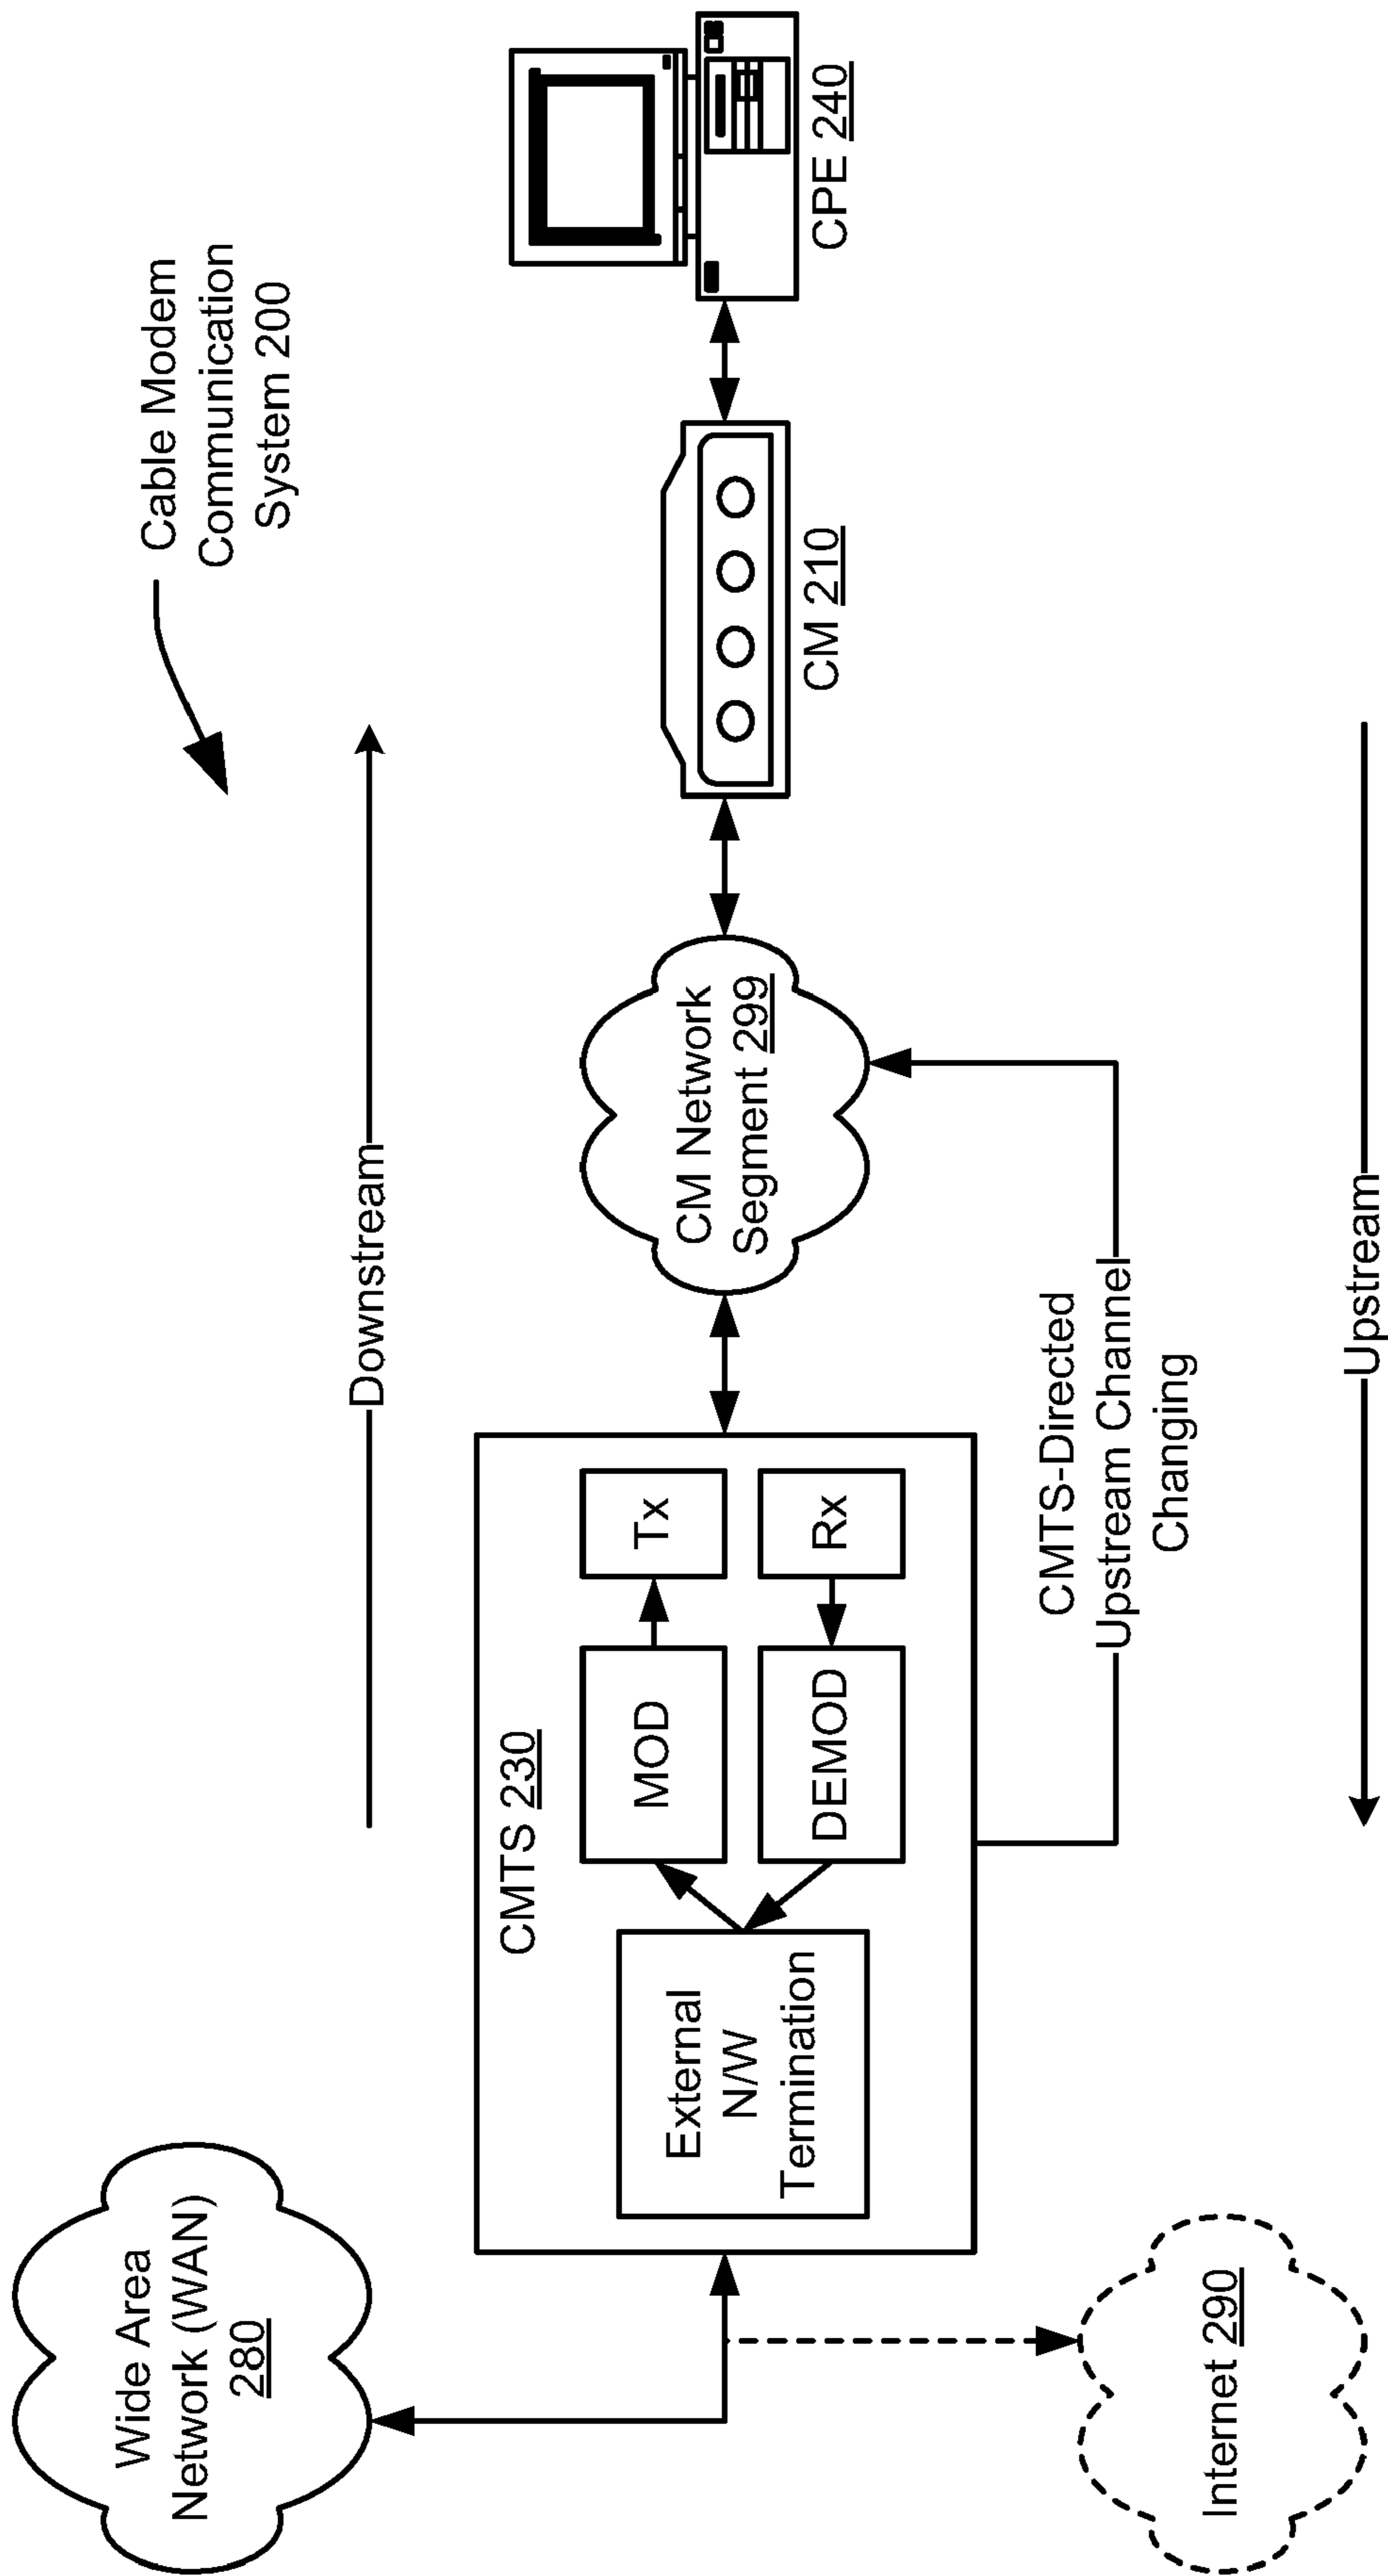 Cable Modem
Communication
System 200
Wide Area
Network (WAN)
280
Downstream
CMTS 230
External
N/W
Termination
MOD
Tx
DEMOD
Rx
CM Network
Segment 299
CM 210
CPE 240
CMTS-Directed
Upstream Channel
Changing
Internet 290
Upstream